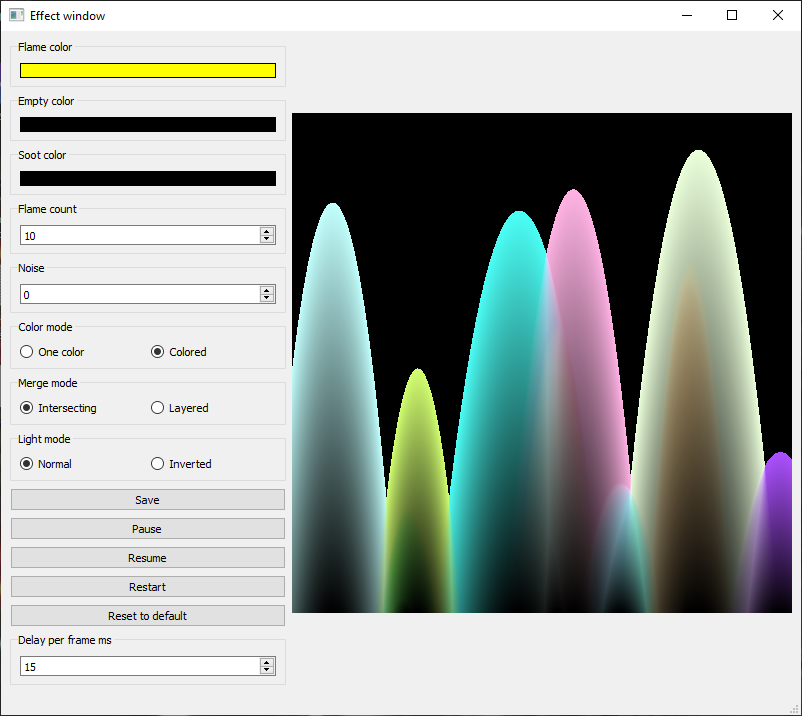 Effect window
Flame color
Empty color
Soot color
Flame count
10
Noise
0
Color mode
One color Colored
Merge mode
Intersecting Layered
Light mode
Normal Inverted
Save
Pause
Resume
Restart
Reset to default
Delay per frame ms
15